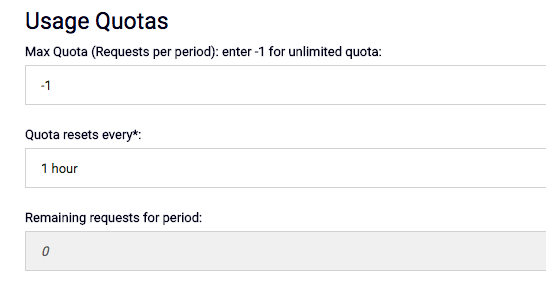 Usage Quotas
Max Quota (Requests per period): enter -1 for unlimited quota:
-1
Quota resets every*:
1 hour
Remaining requests for period:
0